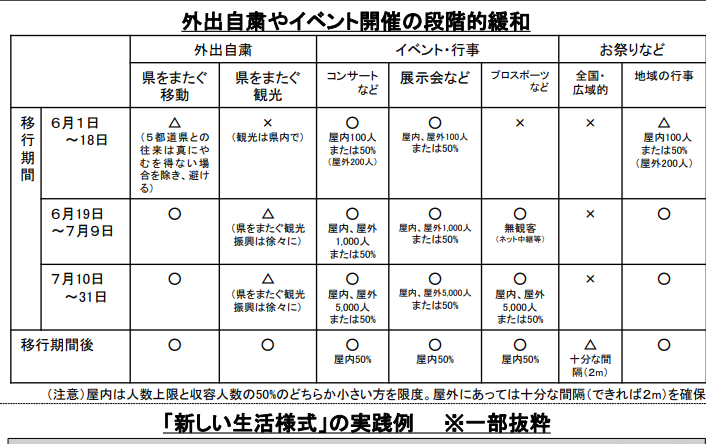 外出自粛やイベント開催の段階的緩和
外出自粛
イベント・行事
お祭りなど
県をまたぐ
移動
県をまたぐ
観光
コンサート
など
展示会など
プロスポーツ
など
全国・
広域的
地域の行事
移行期間
6月1日
～18日
△
（5都道県との
往来は真にや
むを得ない場
合を除き、避け
る）
×
（観光は県内で）
○
屋内100人
または50%
（屋外200人）
○
屋内、屋外100人
または50%
×
×
△
屋内100人
または50%
（屋外200人）
6月19日
～7月9日
○
△
（県をまたぐ観光
振興は徐々に）
○
屋内、屋外
1,000人
または50%
○
屋内、屋外1,000人
または50%
○
無観客
（ネット中継等）
×
○
7月10日
～31日
○
△
（県をまたぐ観光
振興は徐々に）
○
屋内、屋外
5,000人
または50%
○
屋内、屋外5,000人
または50%
○
屋内、屋外
5,000人
または50%
×
○
移行期間後
○
○
○
屋内50%
○
屋内50%
○
屋内50%
△
十分な間
隔（2m）
○
（注意）屋内は人数上限と収容人数の50%のどちらか小さい方を限度。屋外にあっては十分な間隔（できれば2m）を確保
「新しい生活様式」の実践例　※一部抜粋